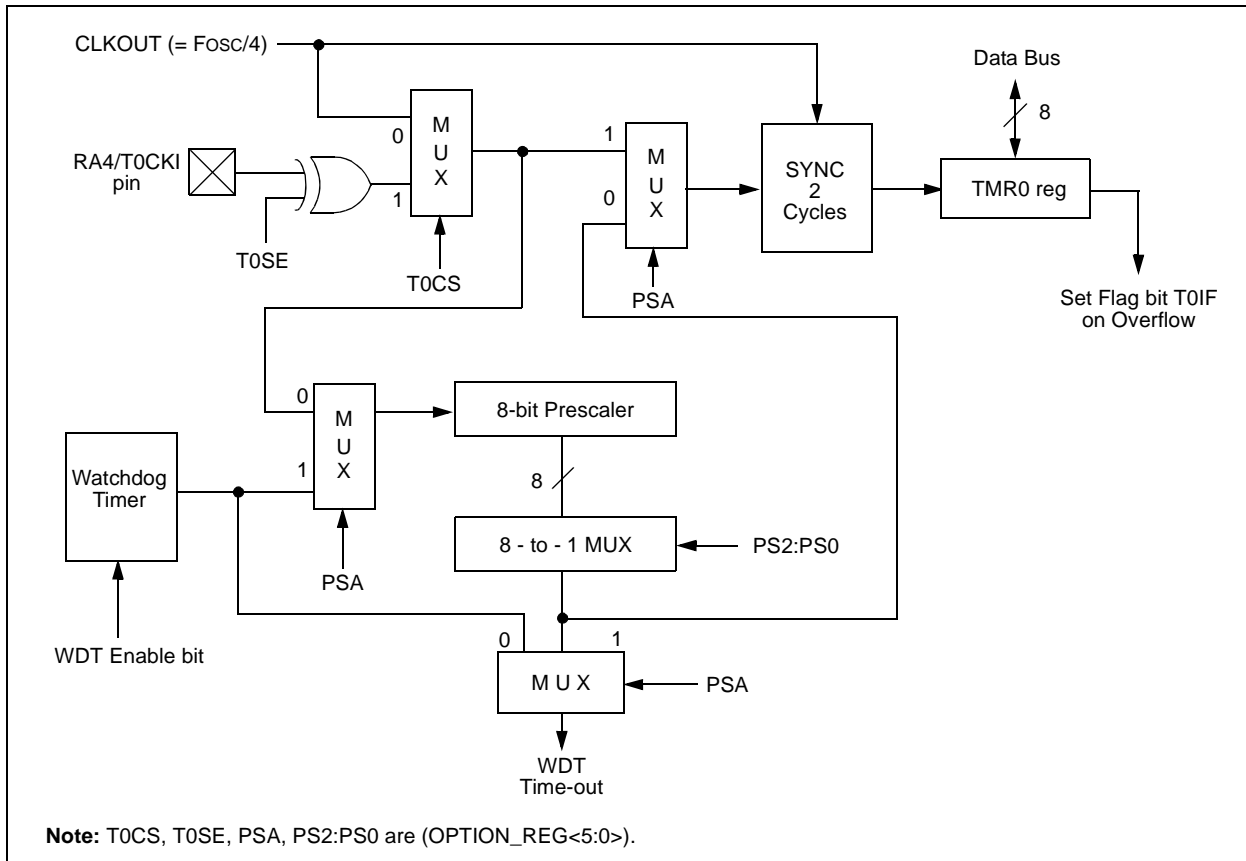 CLKOUT (= FOSC/4)
Data Bus
8
M
U
X
0
1
RA4/T0CKI
pin
T0SE
T0CS
1
0
M
U
X
PSA
SYNC
2
Cycles
TMR0 reg
Set Flag bit T0IF
on Overflow
0
1
M
U
X
PSA
8-bit Prescaler
8
Watchdog
Timer
8 - to - 1 MUX
PS2:PS0
WDT Enable bit
0
1
M U X
PSA
WDT
Time-out
Note: T0CS, T0SE, PSA, PS2:PS0 are (OPTION_REG<5:0>).